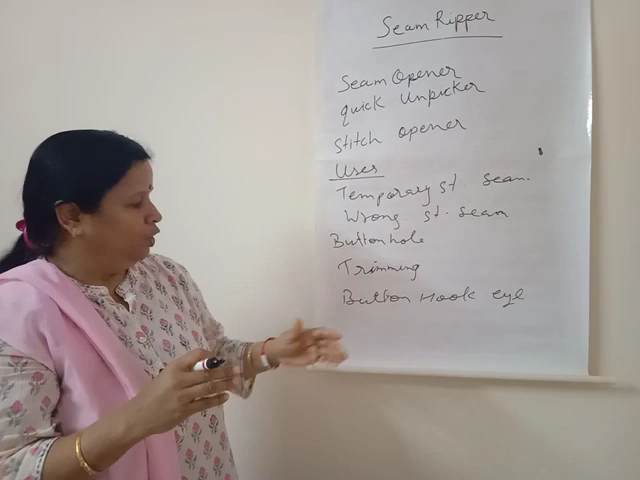 Seam Ripper
Seam Opener
quick Unpicker
Stitch opener
Uses
Temporary st. seam.
Wrong st. seam
Buttonhole
Trimming
Button Hook eye